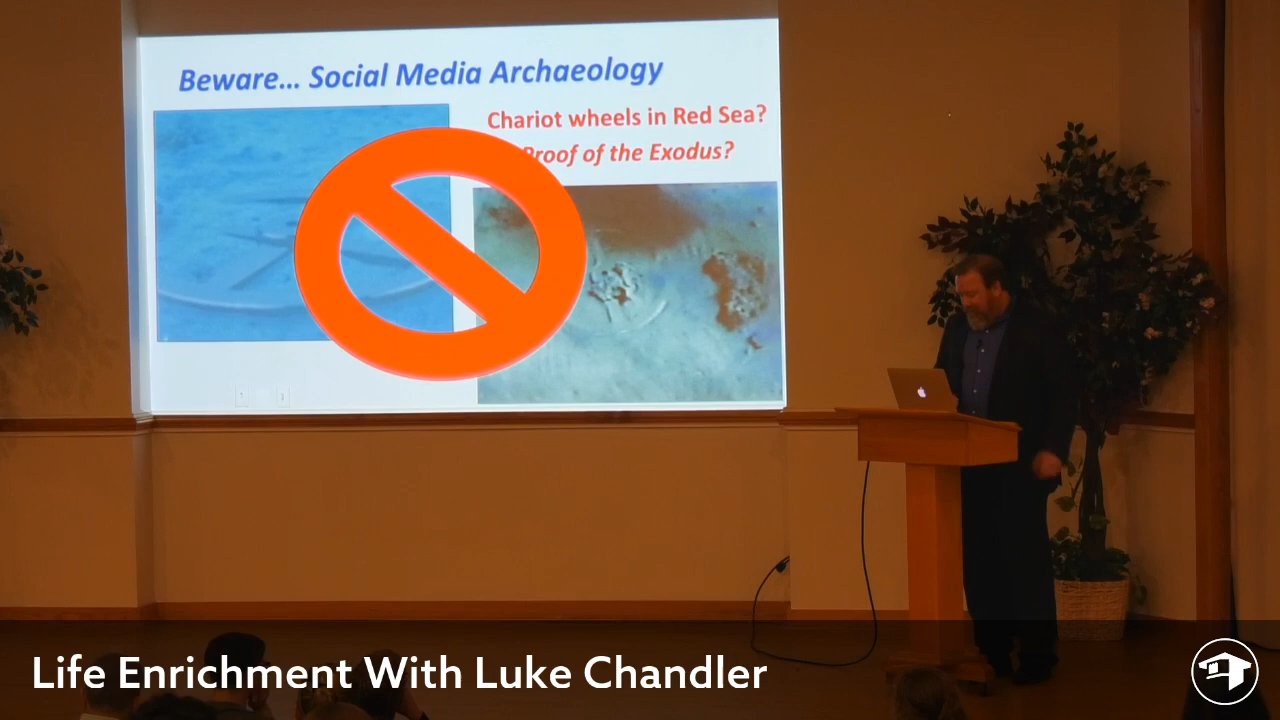 Beware... Social Media Archaeology
Chariot wheels in Red Sea?
Proof of the Exodus?
Life Enrichment With Luke Chandler